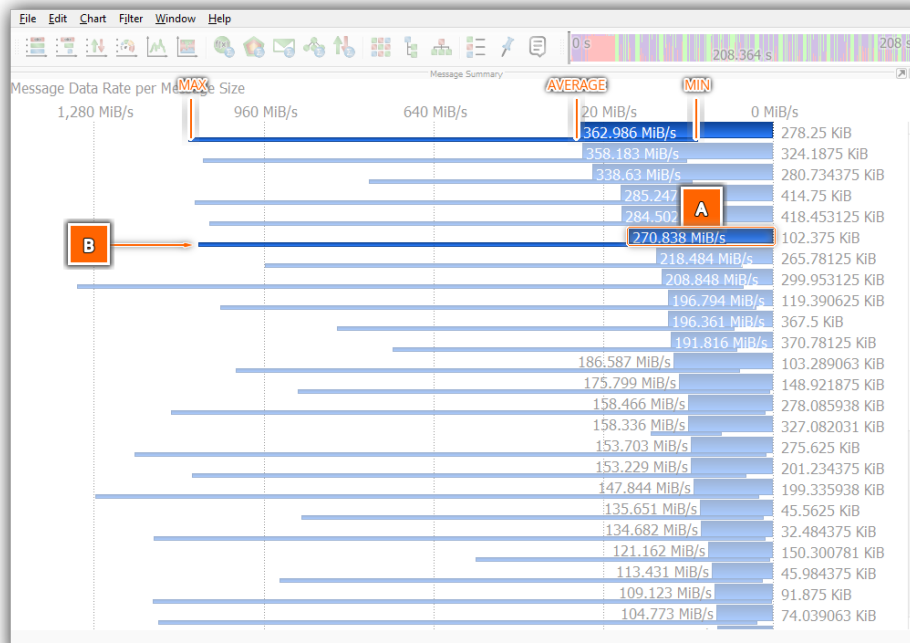 File Edit Chart Filter Window Help
0 s 208.364 s 208 s
Message Summary
Message Data Rate per Message Size
MAX AVERAGE MIN
1,280 MiB/s 960 MiB/s 640 MiB/s 20 MiB/s 0 MiB/s
362.986 MiB/s 278.25 KiB
358.183 MiB/s 324.1875 KiB
338.63 MiB/s 280.734375 KiB
285.247 414.75 KiB
A
284.502 418.453125 KiB
B
270.838 MiB/s 102.375 KiB
218.484 MiB/s 265.78125 KiB
208.848 MiB/s 299.953125 KiB
196.794 MiB/s 119.390625 KiB
196.361 MiB/s 367.5 KiB
191.816 MiB/s 370.78125 KiB
186.587 MiB/s 103.289063 KiB
175.799 MiB/s 148.921875 KiB
158.466 MiB/s 278.085938 KiB
158.336 MiB/s 327.082031 KiB
153.703 MiB/s 275.625 KiB
153.229 MiB/s 201.234375 KiB
147.844 MiB/s 199.335938 KiB
135.651 MiB/s 45.5625 KiB
134.682 MiB/s 32.484375 KiB
121.162 MiB/s 150.300781 KiB
113.431 MiB/s 45.984375 KiB
109.123 MiB/s 91.875 KiB
104.773 MiB/s 74.039063 KiB